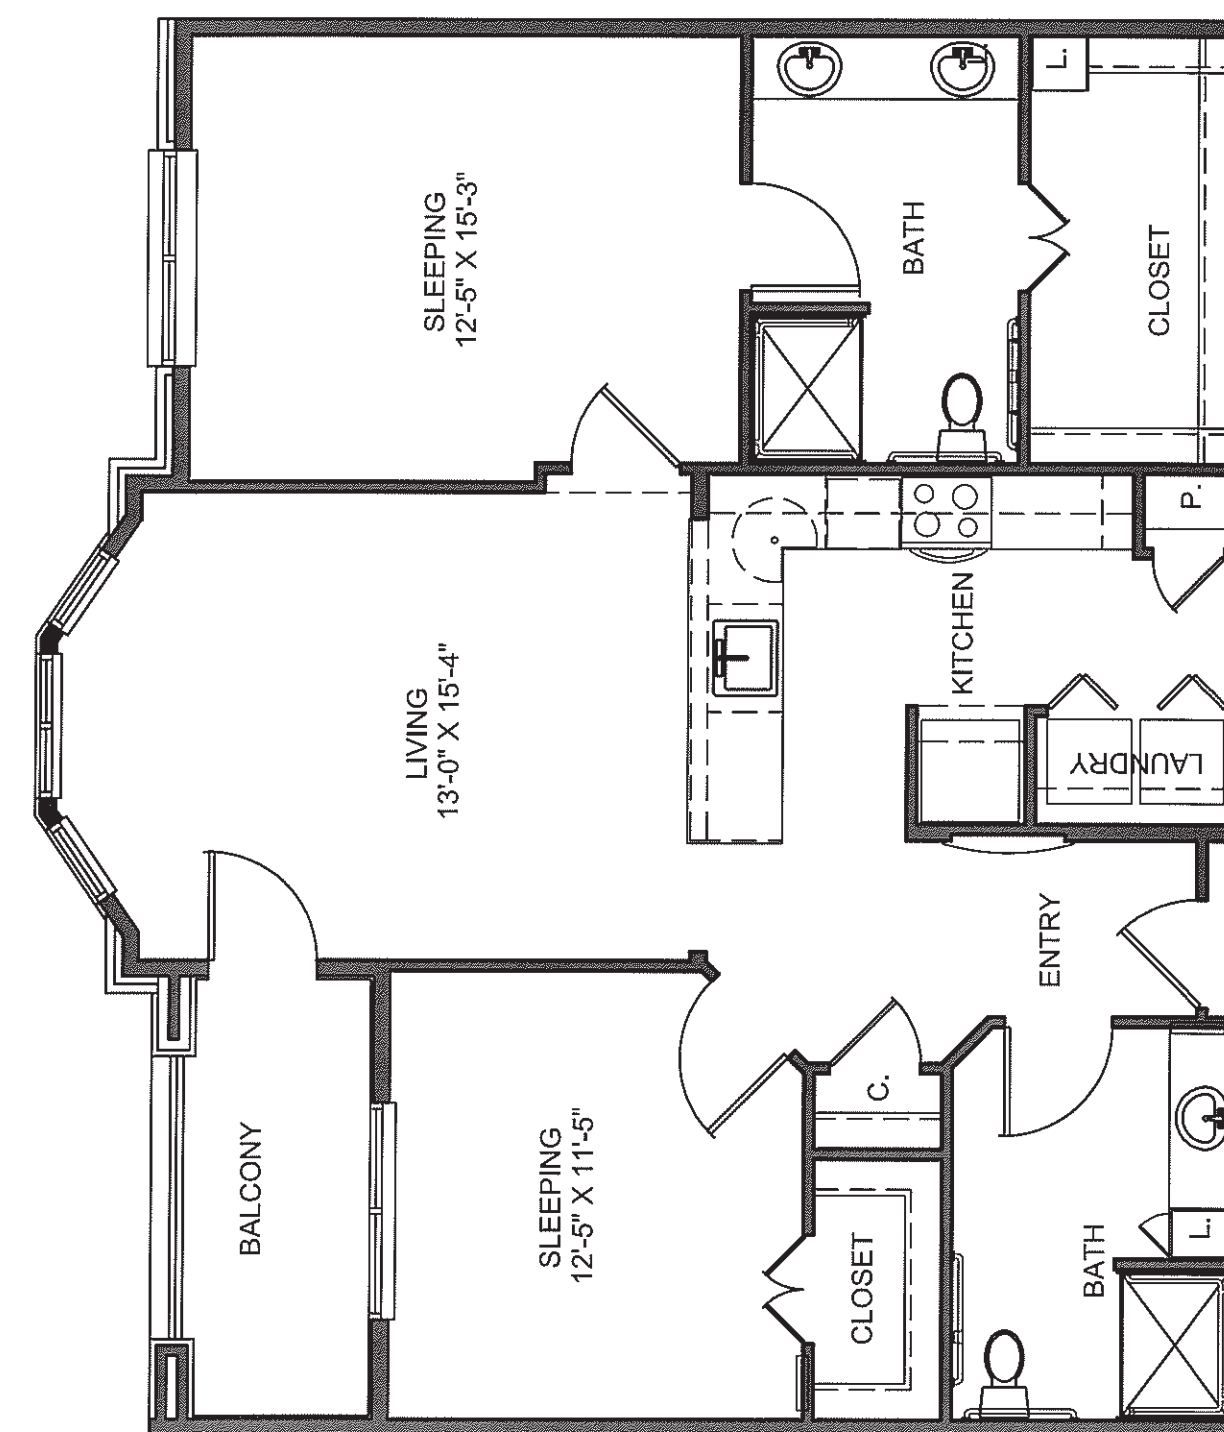 SLEEPING
12'-5" X 15'-3"
BATH
L.
CLOSET
LIVING
13'-0" X 15'-4"
KITCHEN
P.
LAUNDRY
ENTRY
BALCONY
SLEEPING
12'-5" X 11'-5"
C.
CLOSET
BATH
L.